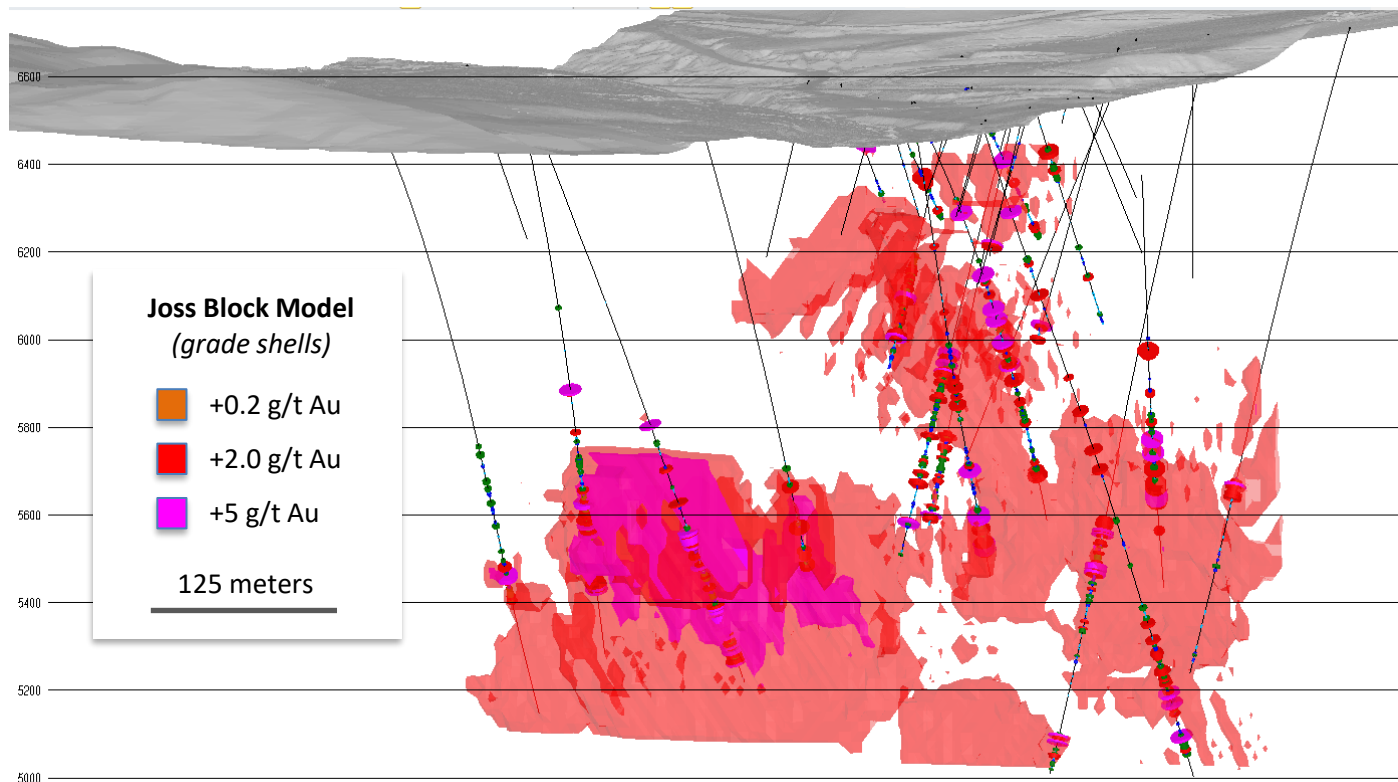 6600
6400
6200
Joss Block Model
(grade shells)
6000
+0.2 g/t Au
5800
+2.0 g/t Au
+5 g/t Au
5600
125 meters
5400
5200
5000